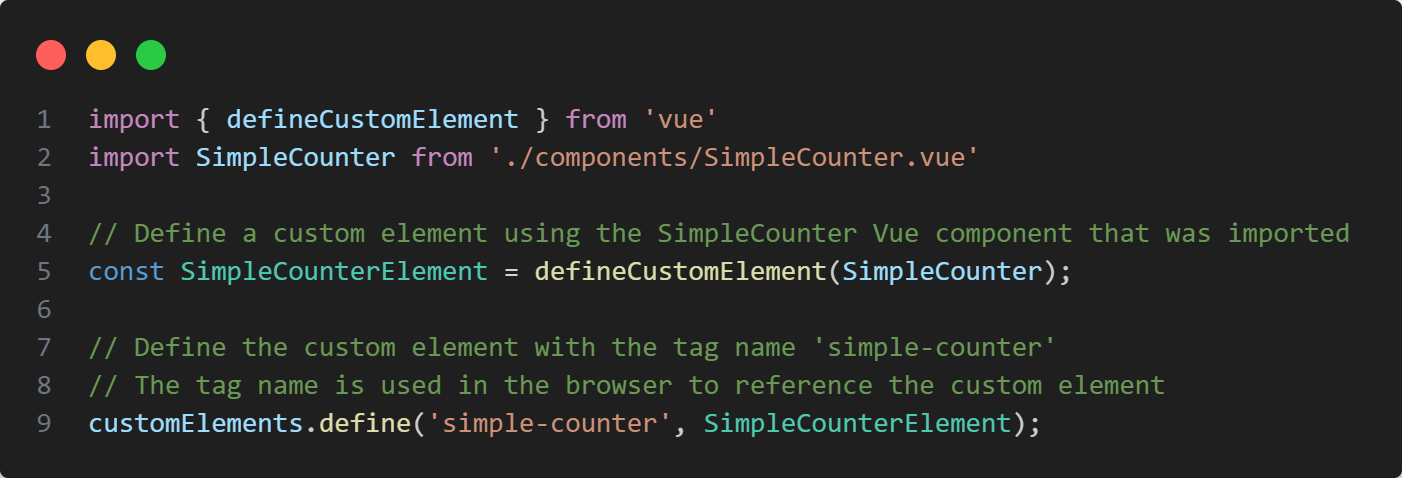 1 import { defineCustomElement } from 'vue'
2 import SimpleCounter from './components/SimpleCounter.vue'
3
4 // Define a custom element using the SimpleCounter Vue component that was imported
5 const SimpleCounterElement = defineCustomElement(SimpleCounter);
6
7 // Define the custom element with the tag name 'simple-counter'
8 // The tag name is used in the browser to reference the custom element
9 customElements.define('simple-counter', SimpleCounterElement);